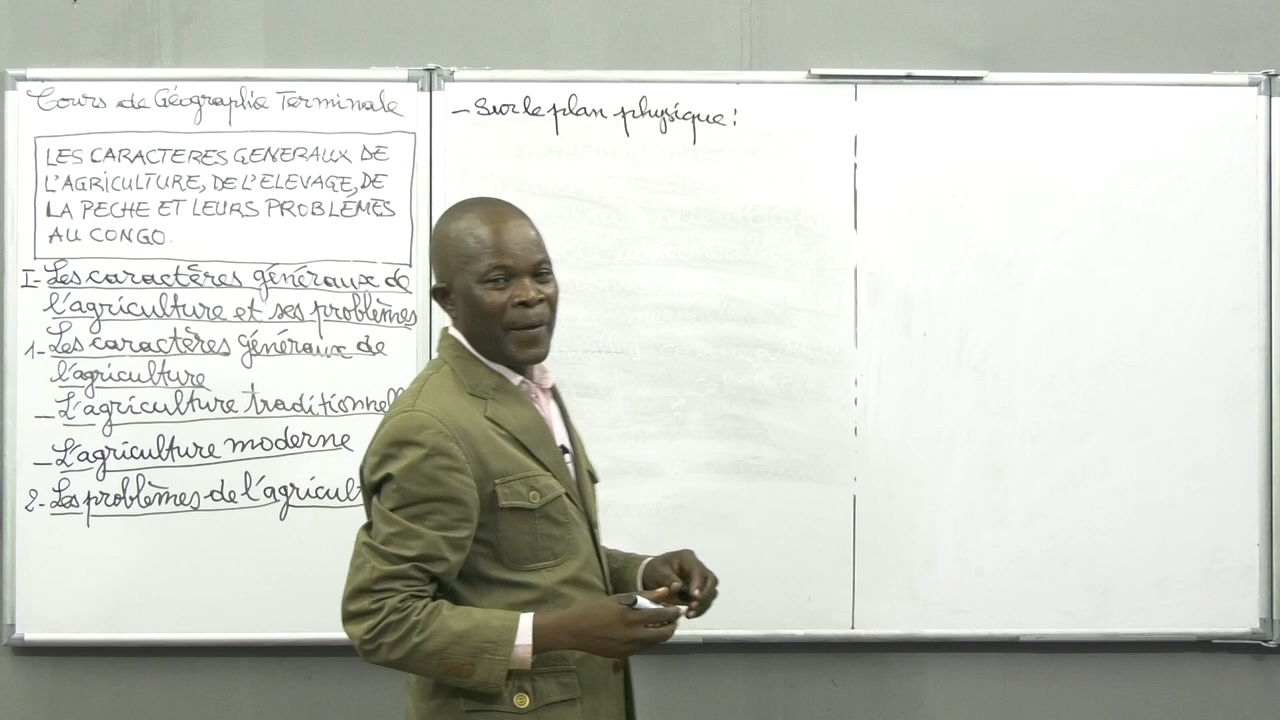 Cours de Géographie Terminale
LES CARACTERES GENERAUX DE
L'AGRICULTURE, DE L'ELEVAGE, DE
LA PECHE ET LEURS PROBLÈMES
AU CONGO.
I- Les caractères généraux de
l'agriculture et ses problèmes
1- Les caractères généraux de
l'agriculture
- L'agriculture traditionnell
- L'agriculture moderne
2- Les problèmes de l'agricult
- Sur le plan physique :